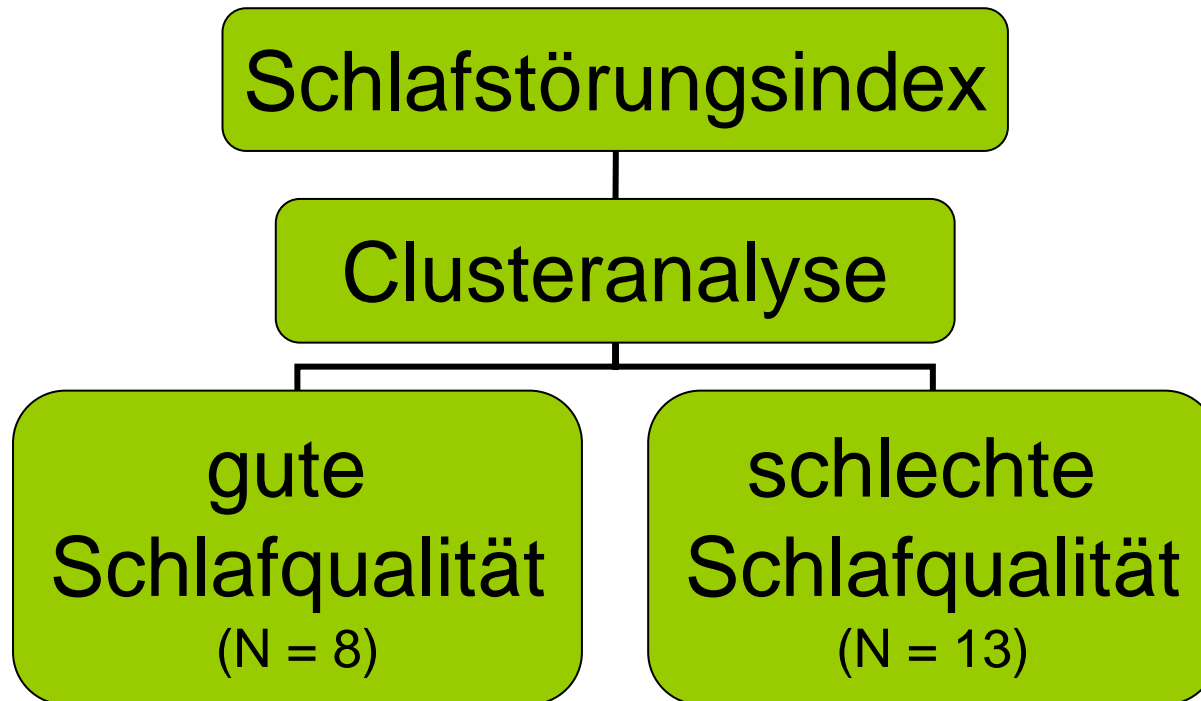 Schlafstörungsindex
Clusteranalyse
gute
Schlafqualität
(N = 8)
schlechte
Schlafqualität
(N = 13)